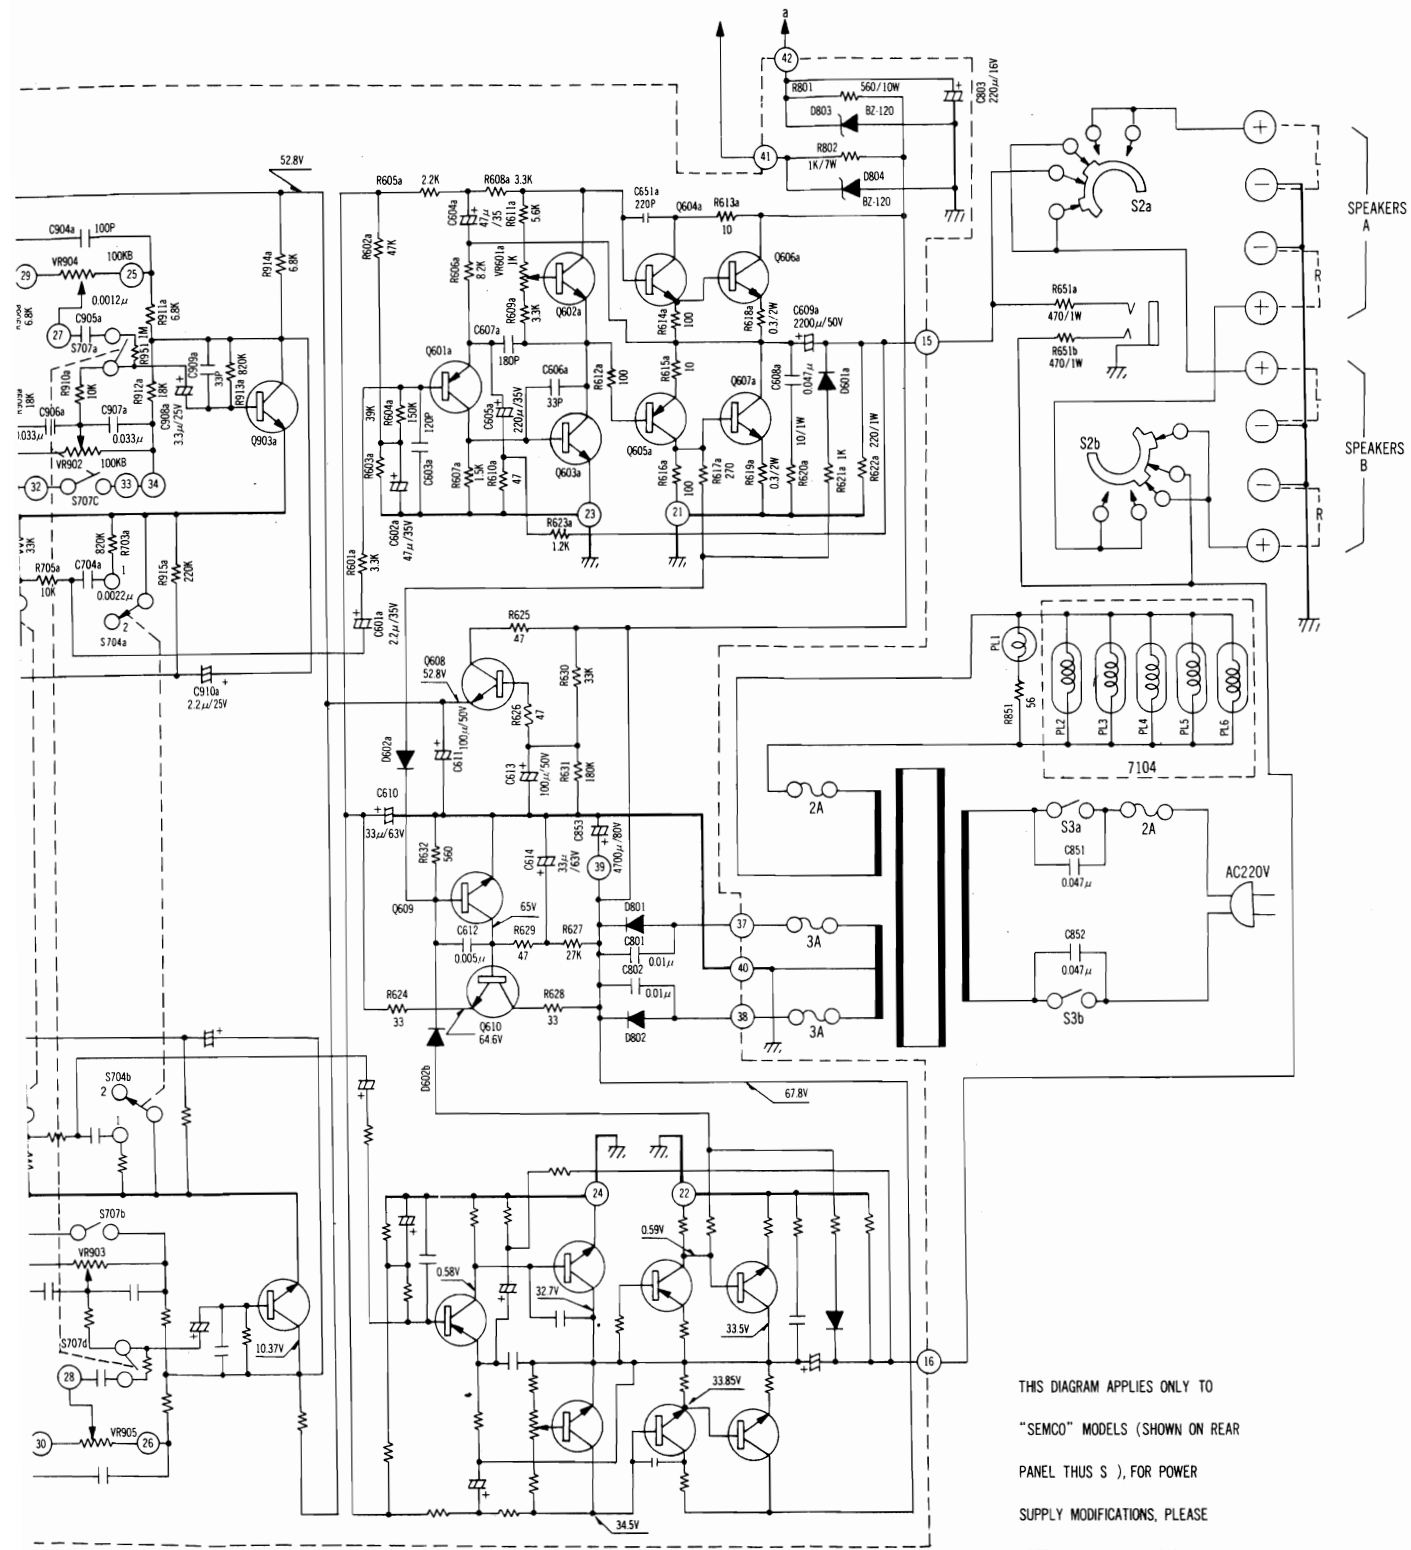 a
42
R801
560/10W
C803
220μ/16V
D803
BZ-120
41
R802
1K/7W
D804
BZ-120
52.8V
R605a
2.2K
R608a 3.3K
C604a
47μ/35
R611a
5.6K
C651a
220P
Q604a
R613a
10
S2a
SPEAKERS
A
C904a
100P
R914a
6.8K
R602a
47K
R606a
8.2K
VR601a
1K
Q602a
Q606a
VR904
100KB
29
25
0.0012μ
R911a
6.8K
6.8K
27
C905a
S707a
R951 1M
R609a
3.3K
C607a
180P
R614a
100
R618a
0.3/2W
C609a
2200μ/50V
15
R651a
470/1W
R651b
470/1W
L
R
Q601a
C606a
33P
R612a
100
R615a
10
Q607a
C608a
0.047μ
D601a
R910a
10K
R912a
18K
C908a
3.3μ/25V
C909a
33P
R913a
820K
Q903a
18K
C906a
0.033μ
C907a
0.033μ
VR902
100KB
32
33
34
S707C
39K
R604a
150K
120P
C603a
R603a
C605a
220μ/35V
R607a
1.5K
R610a
47
Q603a
Q605a
R616a
100
R617a
270
R619a
0.3/2W
R620a
10/1W
R621a 1K
R622a
220/1W
S2b
SPEAKERS
B
L
R
23
21
C602a
47μ/35V
R623a
1.2K
33K
820K
R703a
R705a
10K
C704a
0.0022μ
1
2
S704a
R915a
220K
R601a
3.3K
C601a
2.2μ/35V
C910a
2.2μ/25V
R625
47
Q608
52.8V
R630
33K
R626
47
D602a
C611
100μ/50V
C613
100μ/50V
R631
180K
PL1
R851
56
PL2
PL3
PL4
PL5
PL6
7104
C610
33μ/63V
C853
4700μ/80V
39
R632
560
C614
33μ/63V
2A
S3a
2A
C851
0.047μ
AC220V
Q609
65V
D801
37
3A
C612
0.005μ
R629
47
R627
27K
C801
0.01μ
C802
0.01μ
40
C852
0.047μ
S3b
R624
33
R628
33
Q610
64.6V
D802
38
3A
D602b
67.8V
S704b
2
1
24
22
S707b
VR903
0.58V
0.59V
32.7V
33.5V
10.37V
S707d
28
16
33.85V
30
VR905
26
34.5V
THIS DIAGRAM APPLIES ONLY TO
"SEMCO" MODELS (SHOWN ON REAR
PANEL THUS S ), FOR POWER
SUPPLY MODIFICATIONS, PLEASE